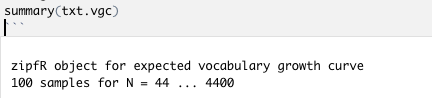 summary(txt.vgc)
```
zipfR object for expected vocabulary growth curve
100 samples for N = 44 ... 4400